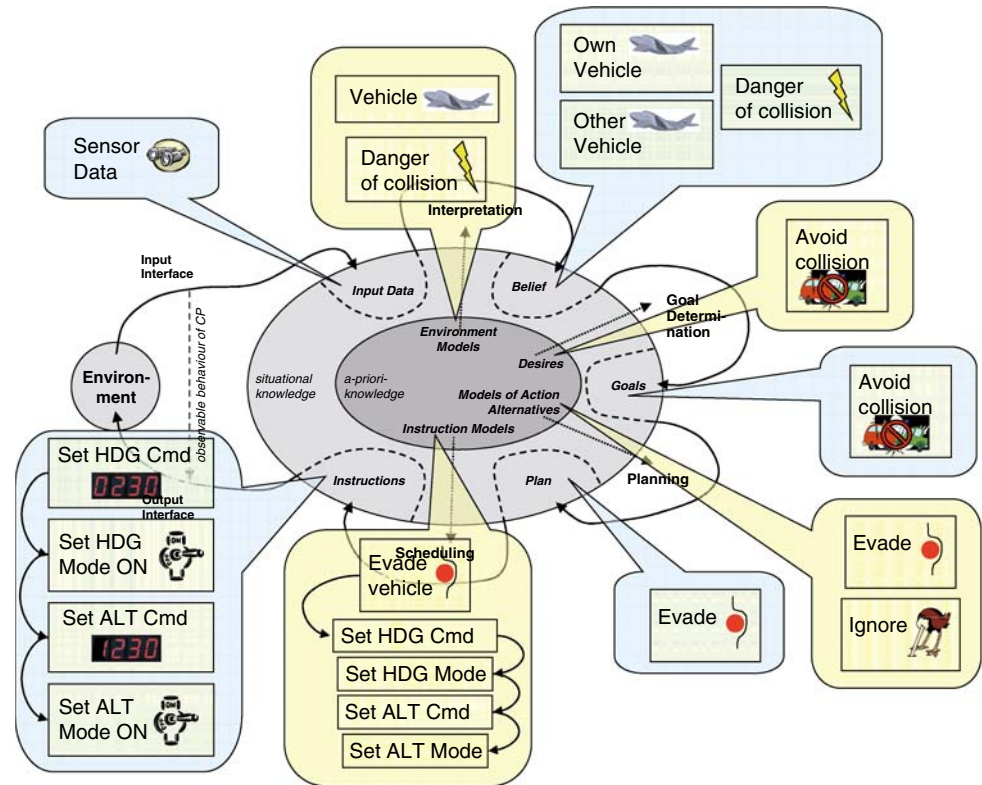 Own
Vehicle
Other
Vehicle
Danger
of collision
Vehicle
Danger
of collision
Sensor
Data
Interpretation
Input
Interface
Avoid
collision
Goal
Determi-
nation
Input Data
Belief
Environment
Models
Desires
observable behaviour of CP
Environ-
ment
situational
knowledge
a-priori-
knowledge
Models of Action
Alternatives
Goals
Instruction Models
Avoid
collision
Instructions
Plan
Planning
Set HDG Cmd
0230
Output
Interface
Set HDG
Mode ON
Set ALT Cmd
1230
Set ALT
Mode ON
Scheduling
Evade
vehicle
Set HDG Cmd
Set HDG Mode
Set ALT Cmd
Set ALT Mode
Evade
Evade
Ignore